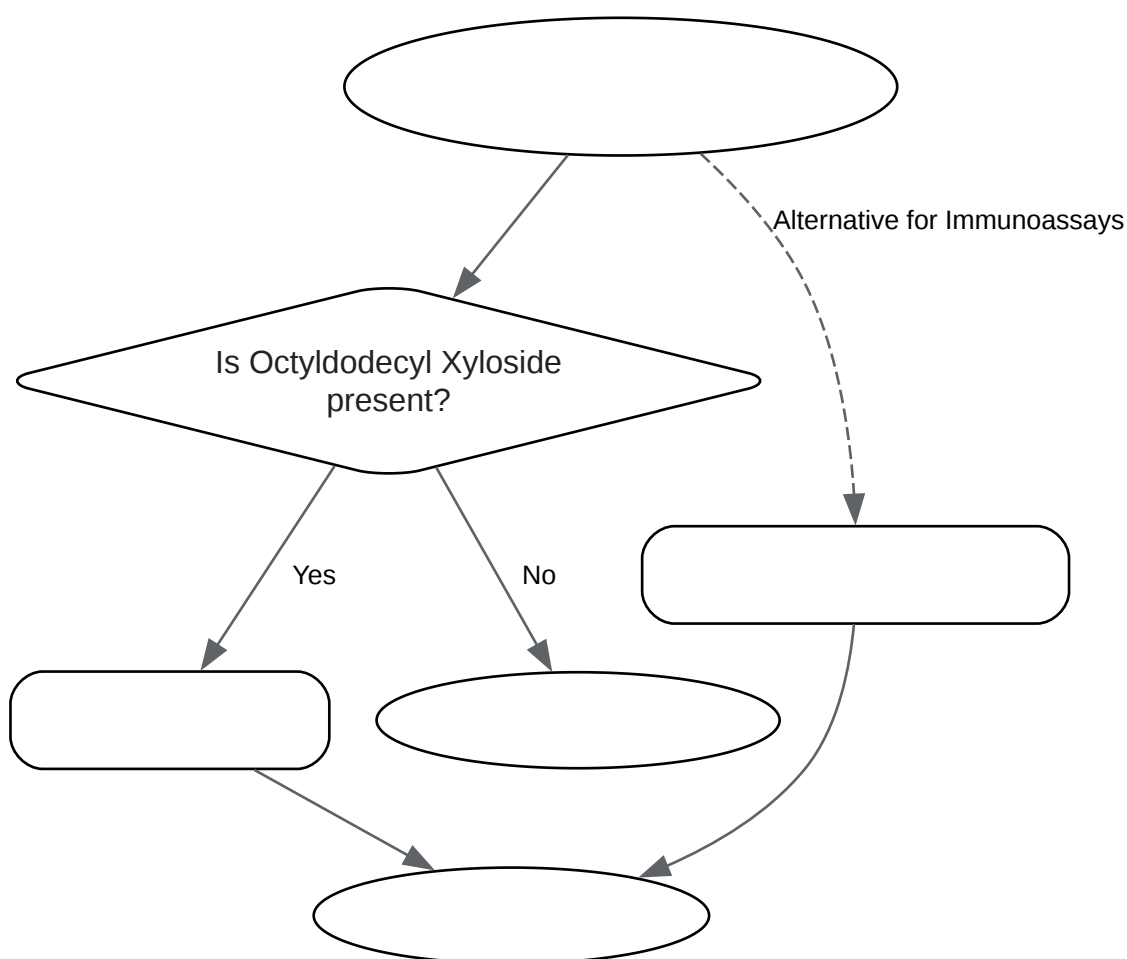 Alternative for Immunoassays
Is Octyldodecyl Xyloside
present?
Yes
No